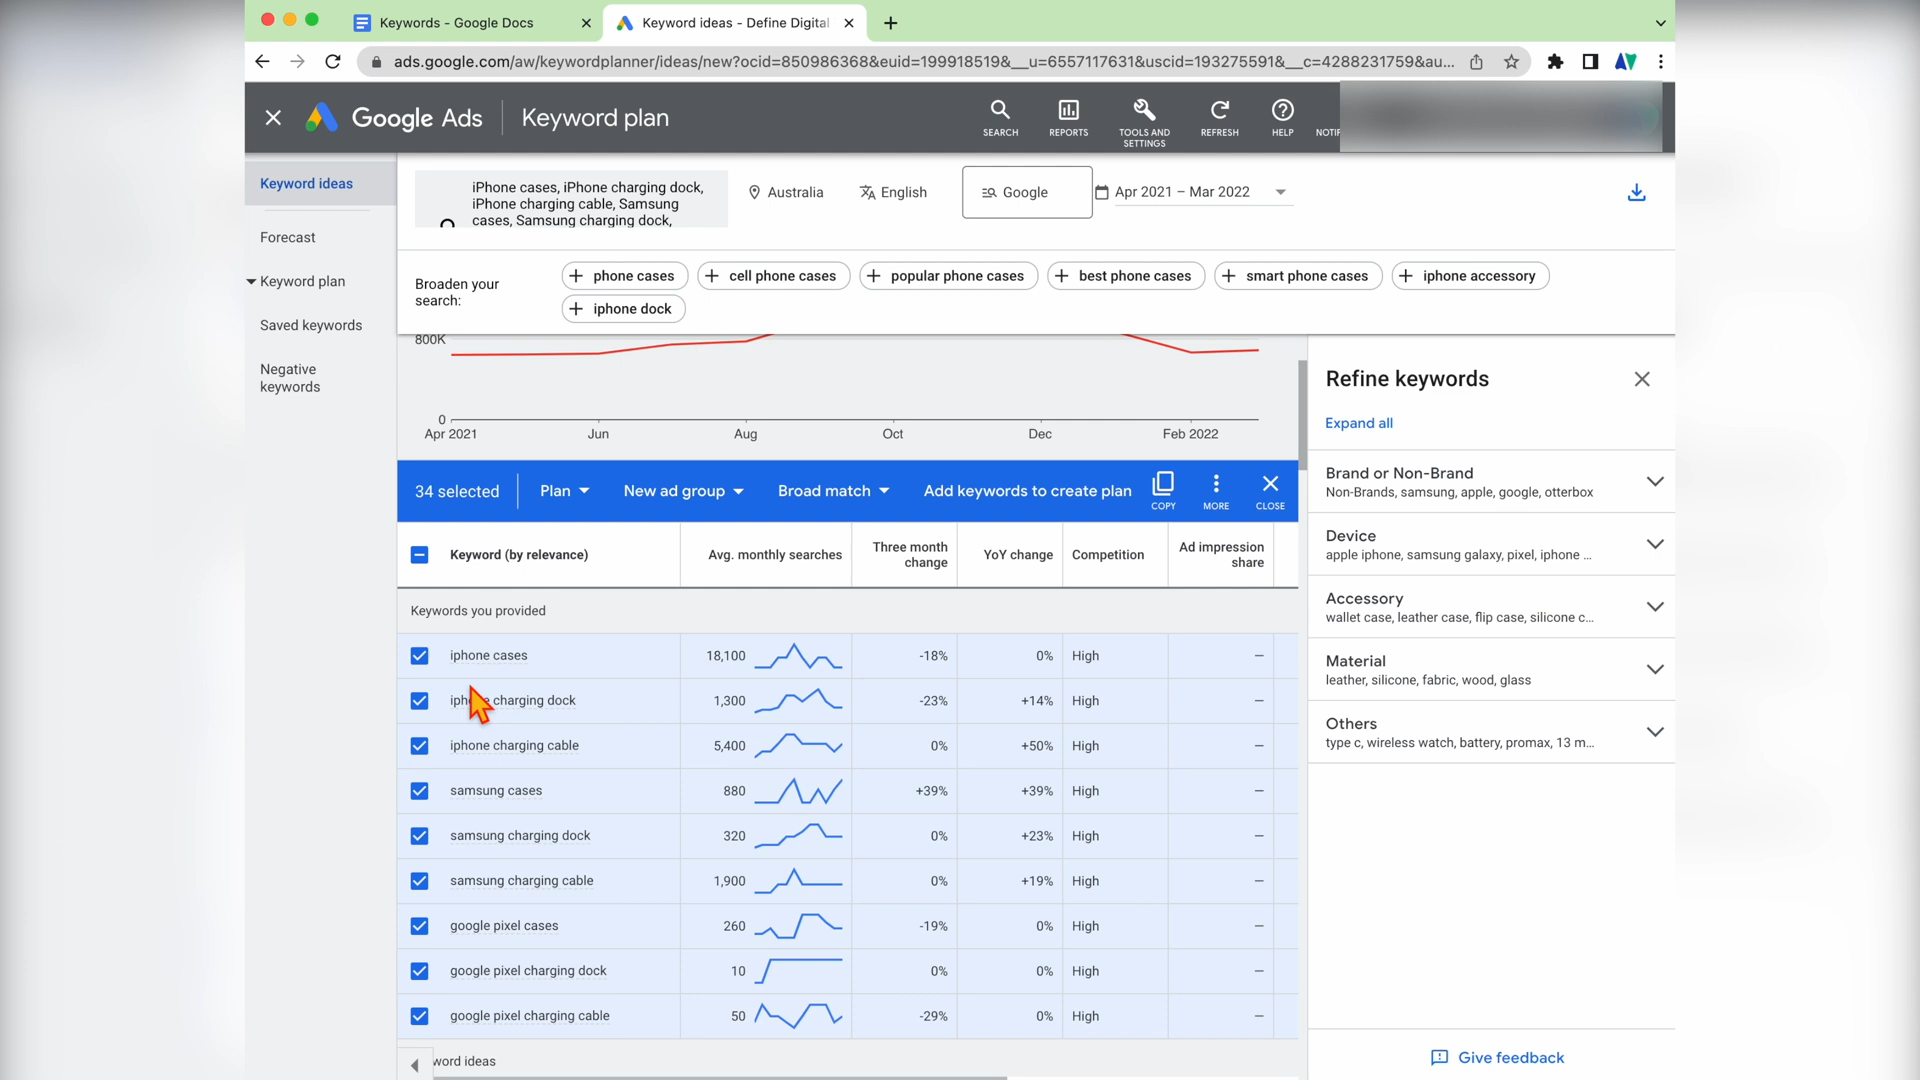 Keywords - Google Docs
Keyword ideas - Define Digital
ads.google.com/aw/keywordplanner/ideas/new?ocid=850986368&euid=199918519&__u=6557117631&uscid=193275591&__c=4288231759&au...
Google Ads
Keyword plan
SEARCH
REPORTS
TOOLS AND
SETTINGS
REFRESH
HELP
NOTIF
Keyword ideas
Forecast
Keyword plan
Saved keywords
Negative
keywords
iPhone cases, iPhone charging dock,
iPhone charging cable, Samsung
cases, Samsung charging dock,
Australia
English
Google
Apr 2021 – Mar 2022
Broaden your
search:
phone cases
cell phone cases
popular phone cases
best phone cases
smart phone cases
iphone accessory
iphone dock
800K
0
Apr 2021
Jun
Aug
Oct
Dec
Feb 2022
34 selected
Plan
New ad group
Broad match
Add keywords to create plan
COPY
MORE
CLOSE
Keyword (by relevance)
Avg. monthly searches
Three month
change
YoY change
Competition
Ad impression
share
Keywords you provided
iphone cases 18,100 -18% 0% High –
iph charging dock 1,300 -23% +14% High –
iphone charging cable 5,400 0% +50% High –
samsung cases 880 +39% +39% High –
samsung charging dock 320 0% +23% High –
samsung charging cable 1,900 0% +19% High –
google pixel cases 260 -19% 0% High –
google pixel charging dock 10 0% 0% High –
google pixel charging cable 50 -29% 0% High –
word ideas
Refine keywords
Expand all
Brand or Non-Brand
Non-Brands, samsung, apple, google, otterbox
Device
apple iphone, samsung galaxy, pixel, iphone ...
Accessory
wallet case, leather case, flip case, silicone c...
Material
leather, silicone, fabric, wood, glass
Others
type c, wireless watch, battery, promax, 13 m...
Give feedback